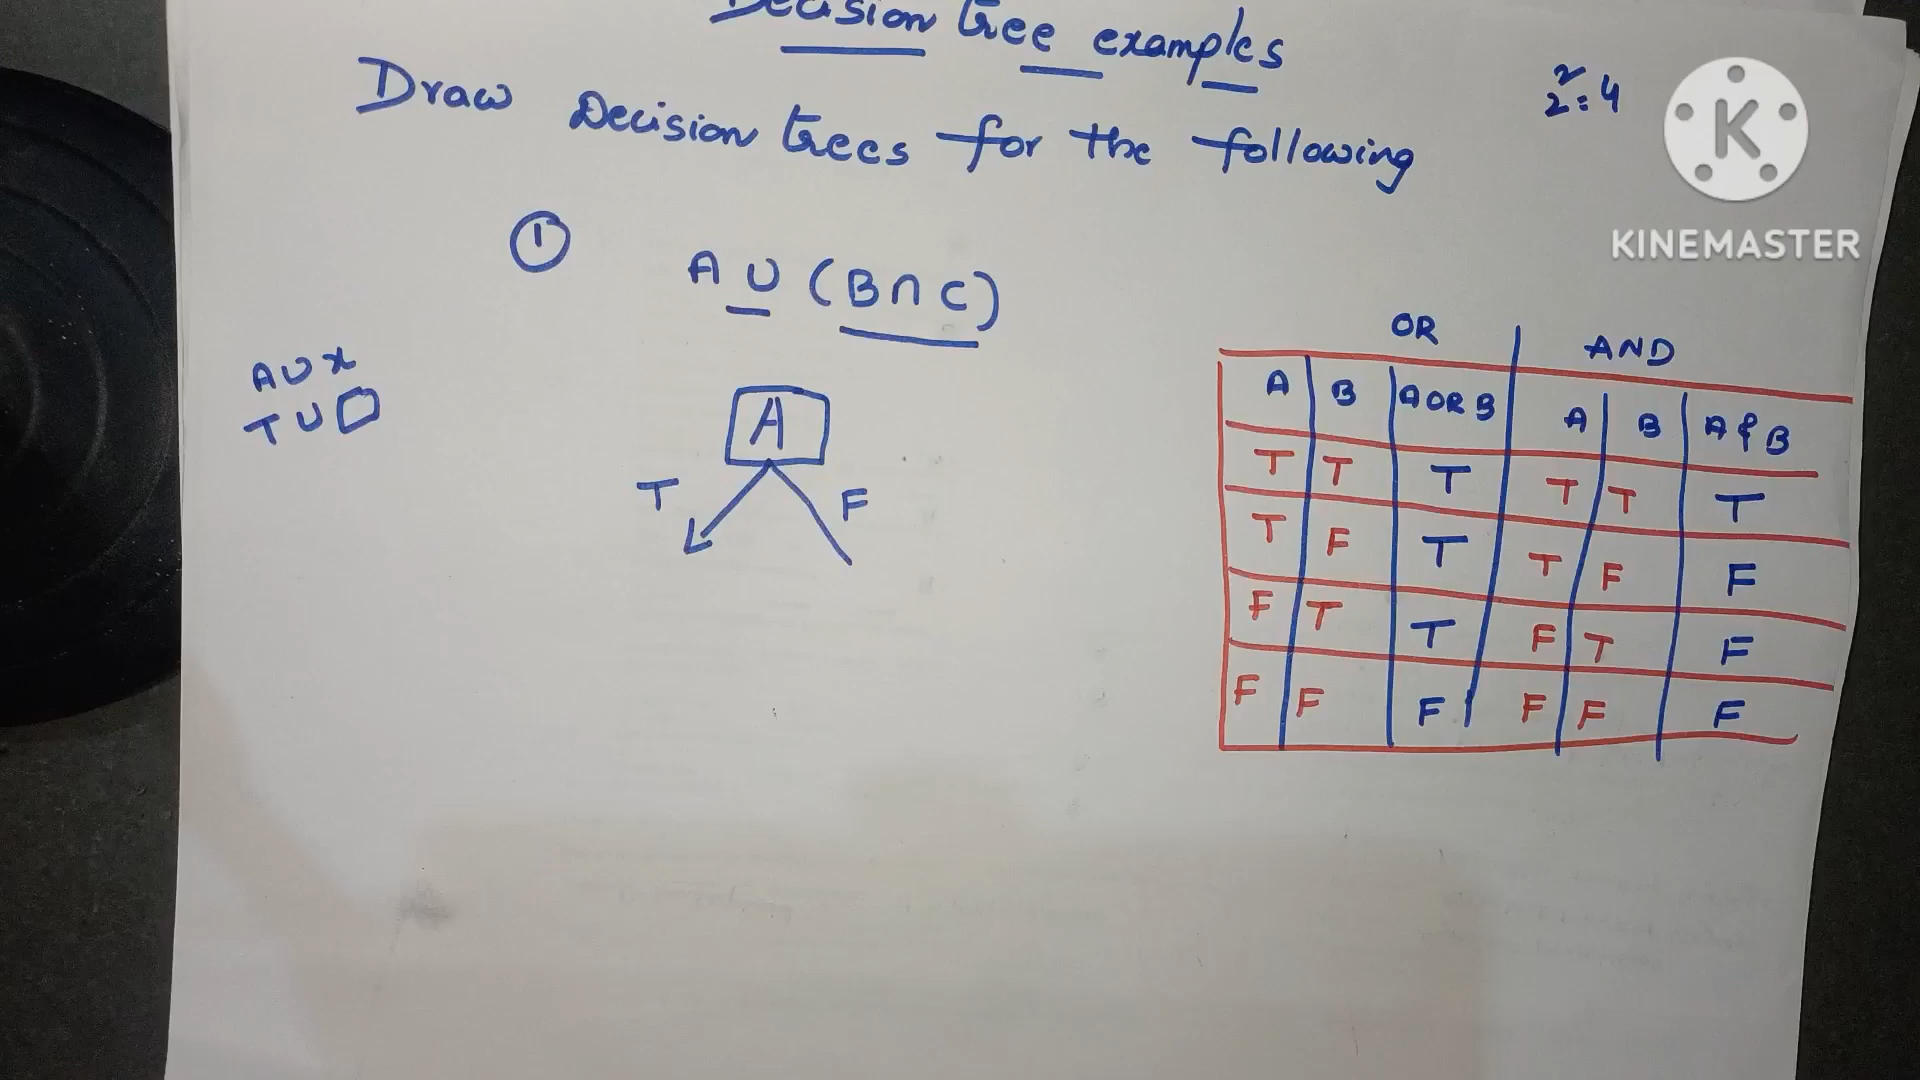 Decision tree examples
Draw Decision trees for the following
2² = 4
K
KINEMASTER
① A ∪ (B ∩ C)
A ∪ x
T ∪ □
A
T F
OR AND
A B A OR B A B A & B
T T T T T T
T F T T F F
F T T F T F
F F F F F F